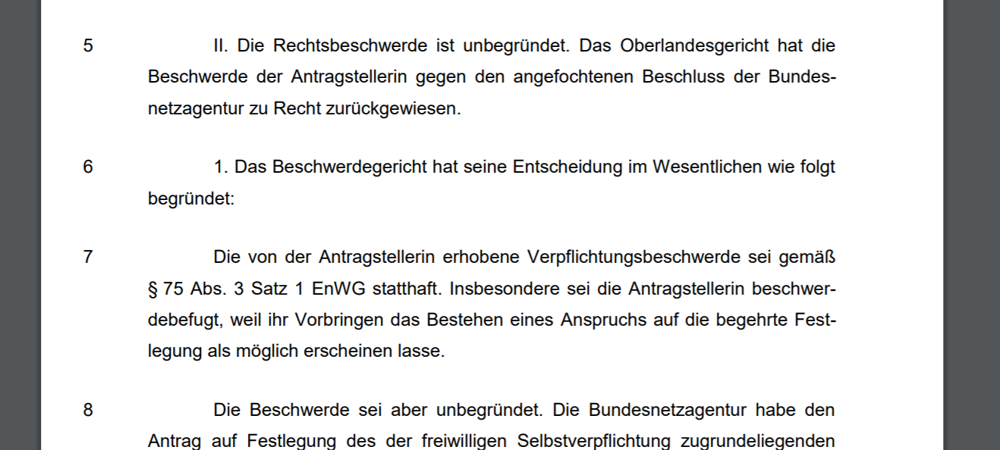 5 II. Die Rechtsbeschwerde ist unbegründet. Das Oberlandesgericht hat die
Beschwerde der Antragstellerin gegen den angefochtenen Beschluss der Bundes-
netzagentur zu Recht zurückgewiesen.
6 1. Das Beschwerdegericht hat seine Entscheidung im Wesentlichen wie folgt
begründet:
7 Die von der Antragstellerin erhobene Verpflichtungsbeschwerde sei gemäß
§ 75 Abs. 3 Satz 1 EnWG statthaft. Insbesondere sei die Antragstellerin beschwer-
debefugt, weil ihr Vorbringen das Bestehen eines Anspruchs auf die begehrte Fest-
legung als möglich erscheinen lasse.
8 Die Beschwerde sei aber unbegründet. Die Bundesnetzagentur habe den
Antrag auf Festlegung des der freiwilligen Selbstverpflichtung zugrundeliegenden